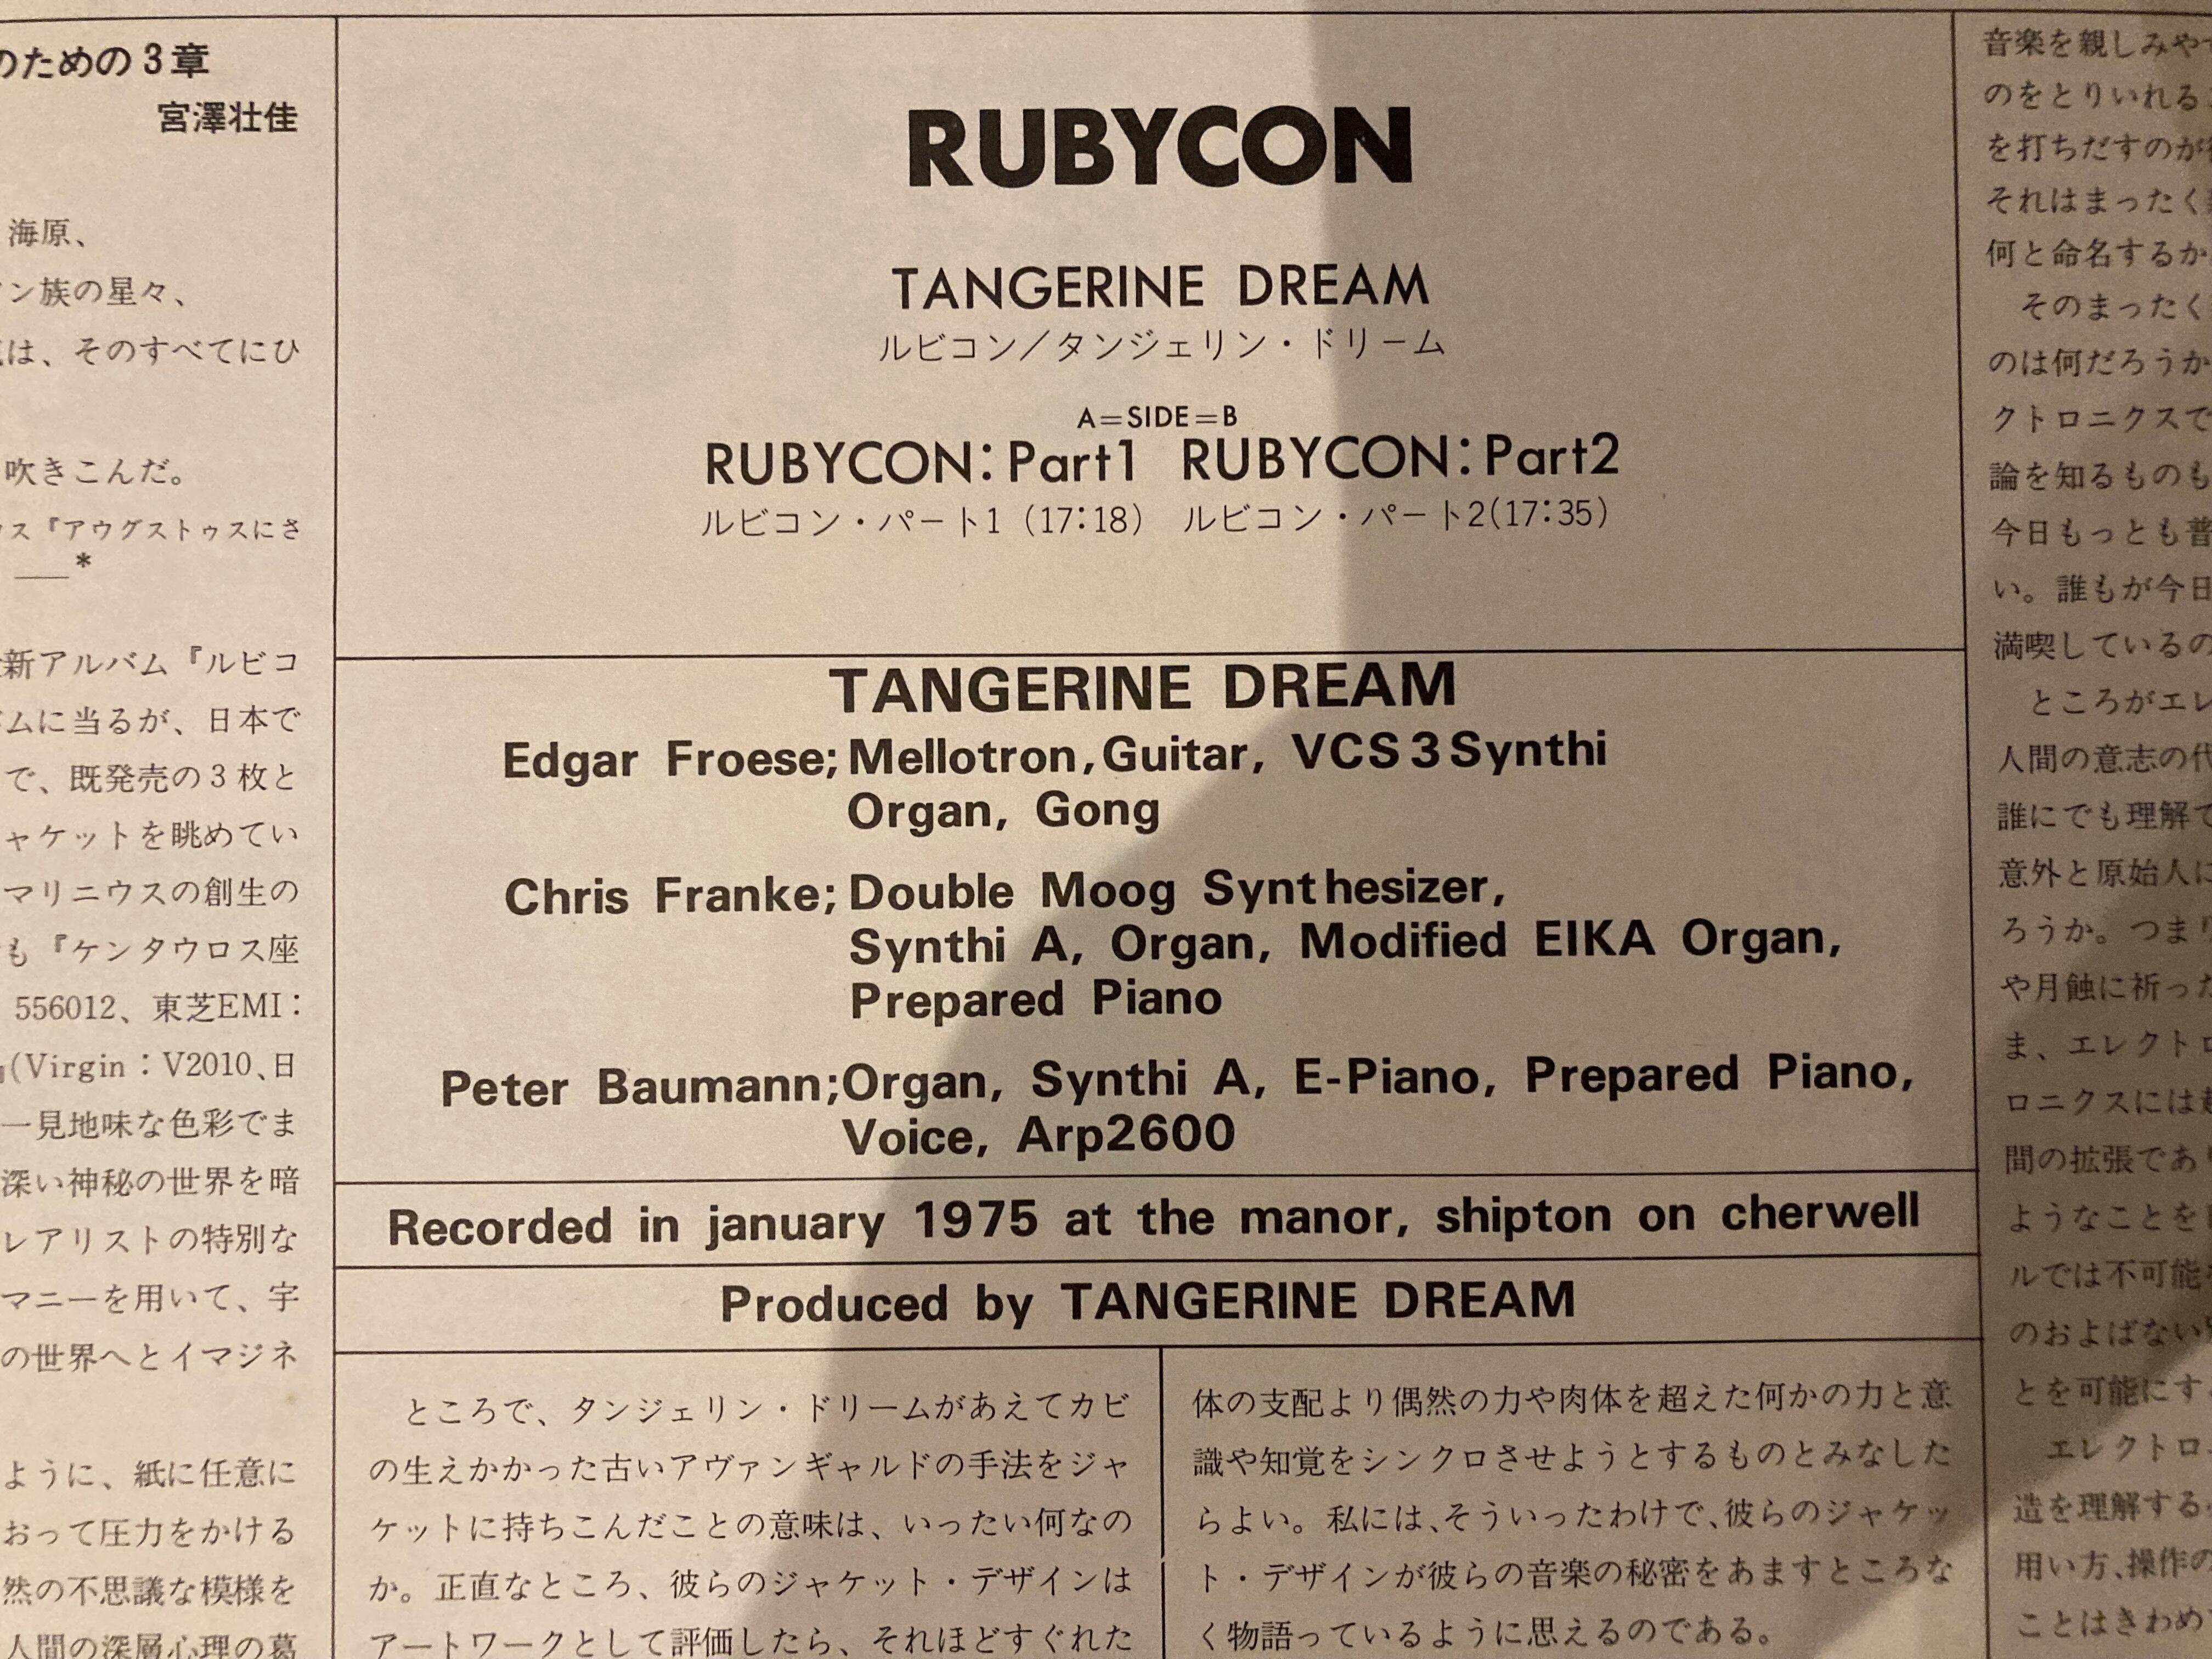 のための3章
宮澤壮佳
海原、
ン族の星々、
は、そのすべてにひ
吹きこんだ。
ス『アウグストゥスにさ
――*
新アルバム『ルビコ
ムに当るが、日本で
で、既発売の3枚と
ャケットを眺めてい
マリニウスの創生の
も『ケンタウロス座
556012、東芝EMI:
(Virgin:V2010、日
一見地味な色彩でま
深い神秘の世界を暗
レアリストの特別な
マニーを用いて、宇
の世界へとイマジネ
ように、紙に任意に
おって圧力をかける
然の不思議な模様を
人間の深層心理の葛
RUBYCON
TANGERINE DREAM
ルビコン/タンジェリン・ドリーム
A=SIDE=B
RUBYCON:Part1 RUBYCON:Part2
ルビコン・パート1 (17:18) ルビコン・パート2(17:35)
TANGERINE DREAM
Edgar Froese; Mellotron, Guitar, VCS3 Synthi
Organ, Gong
Chris Franke; Double Moog Synthesizer,
Synthi A, Organ, Modified EIKA Organ,
Prepared Piano
Peter Baumann; Organ, Synthi A, E-Piano, Prepared Piano,
Voice, Arp2600
Recorded in january 1975 at the manor, shipton on cherwell
Produced by TANGERINE DREAM
ところで、タンジェリン・ドリームがあえてカビ
の生えかかった古いアヴァンギャルドの手法をジャ
ケットに持ちこんだことの意味は、いったい何なの
か。正直なところ、彼らのジャケット・デザインは
アートワークとして評価したら、それほどすぐれた
体の支配より偶然の力や肉体を超えた何かの力と意
識や知覚をシンクロさせようとするものとみなした
らよい。私には、そういったわけで、彼らのジャケッ
ト・デザインが彼らの音楽の秘密をあますところな
く物語っているように思えるのである。
音楽を親しみや
のをとりいれる
を打ちだすのが
それはまったく
何と命名するか
そのまったく
のは何だろうか
クトロニクスで
論を知るものも
今日もっとも普
い。誰もが今日
満喫しているの
ところがエレ
人間の意志の代
誰にでも理解で
意外と原始人に
ろうか。つまり
や月蝕に祈った
ま、エレクトロ
ロニクスには
間の拡張であり
ようなことを
ルでは不可能
のおよばない
とを可能にす
エレクトロ
造を理解する
用い方、操作の
ことはきわめ